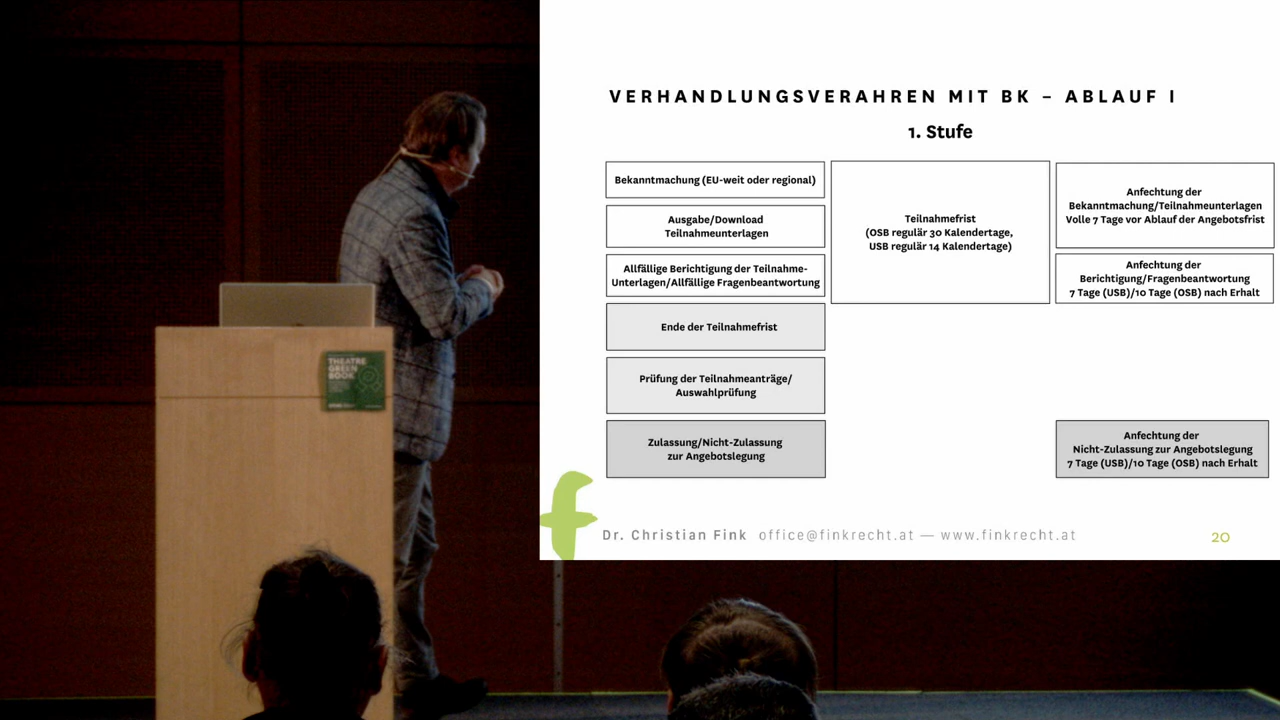 VERHANDLUNGSVERAHREN MIT BK – ABLAUF I
1. Stufe
Bekanntmachung (EU-weit oder regional)
Ausgabe/Download
Teilnahmeunterlagen
Allfällige Berichtigung der Teilnahme-
Unterlagen/Allfällige Fragenbeantwortung
Ende der Teilnahmefrist
Prüfung der Teilnahmeanträge/
Auswahlprüfung
Zulassung/Nicht-Zulassung
zur Angebotslegung
Teilnahmefrist
(OSB regulär 30 Kalendertage,
USB regulär 14 Kalendertage)
Anfechtung der
Bekanntmachung/Teilnahmeunterlagen
Volle 7 Tage vor Ablauf der Angebotsfrist
Anfechtung der
Berichtigung/Fragenbeantwortung
7 Tage (USB)/10 Tage (OSB) nach Erhalt
Anfechtung der
Nicht-Zulassung zur Angebotslegung
7 Tage (USB)/10 Tage (OSB) nach Erhalt
f
Dr. Christian Fink office@finkrecht.at — www.finkrecht.at
20
THEATRE
GREEN
BOOK